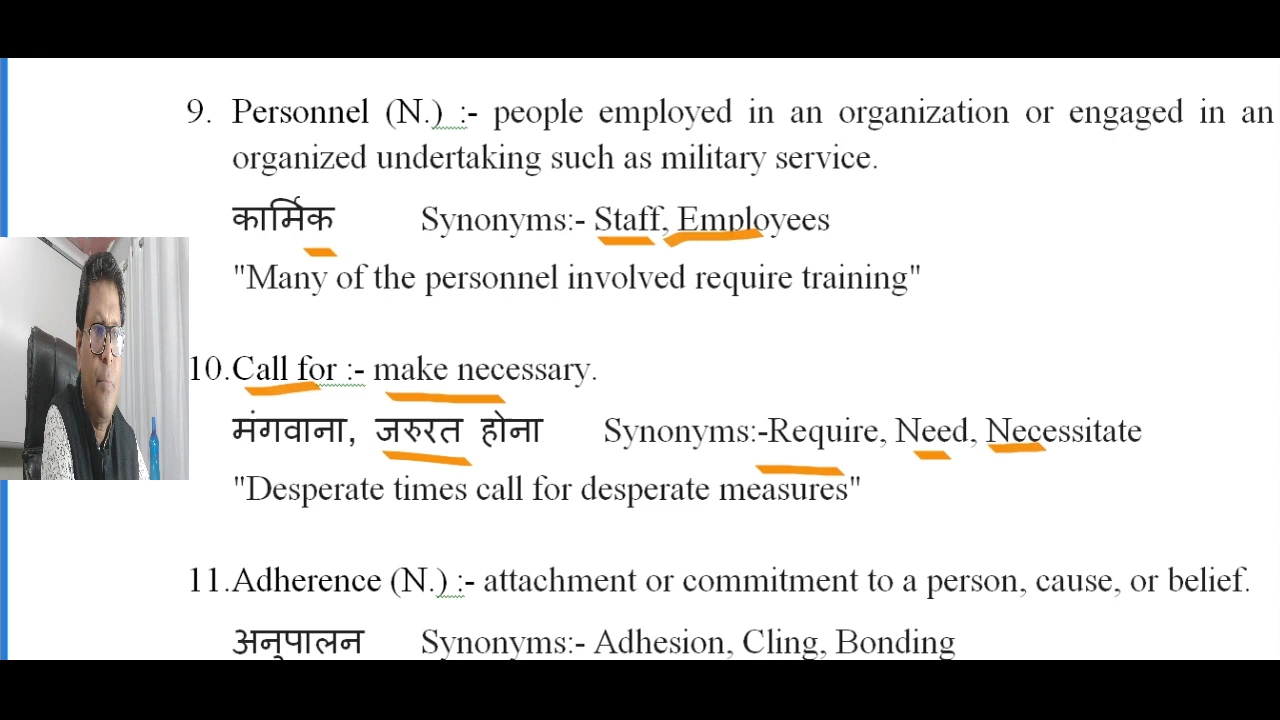 9. Personnel (N.) :- people employed in an organization or engaged in an
organized undertaking such as military service.
कार्मिक Synonyms:- Staff, Employees
"Many of the personnel involved require training"
10.Call for :- make necessary.
मंगवाना, जरुरत होना Synonyms:-Require, Need, Necessitate
"Desperate times call for desperate measures"
11.Adherence (N.) :- attachment or commitment to a person, cause, or belief.
अनुपालन Synonyms:- Adhesion, Cling, Bonding